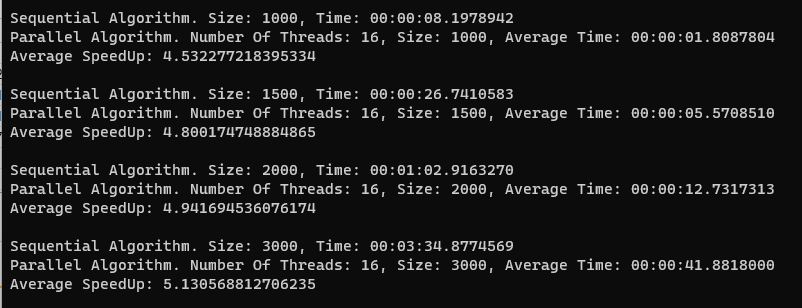 Sequential Algorithm. Size: 1000, Time: 00:00:08.1978942
Parallel Algorithm. Number Of Threads: 16, Size: 1000, Average Time: 00:00:01.8087804
Average SpeedUp: 4.532277218395334
Sequential Algorithm. Size: 1500, Time: 00:00:26.7410583
Parallel Algorithm. Number Of Threads: 16, Size: 1500, Average Time: 00:00:05.5708510
Average SpeedUp: 4.800174748884865
Sequential Algorithm. Size: 2000, Time: 00:01:02.9163270
Parallel Algorithm. Number Of Threads: 16, Size: 2000, Average Time: 00:00:12.7317313
Average SpeedUp: 4.941694536076174
Sequential Algorithm. Size: 3000, Time: 00:03:34.8774569
Parallel Algorithm. Number Of Threads: 16, Size: 3000, Average Time: 00:00:41.8818000
Average SpeedUp: 5.130568812706235